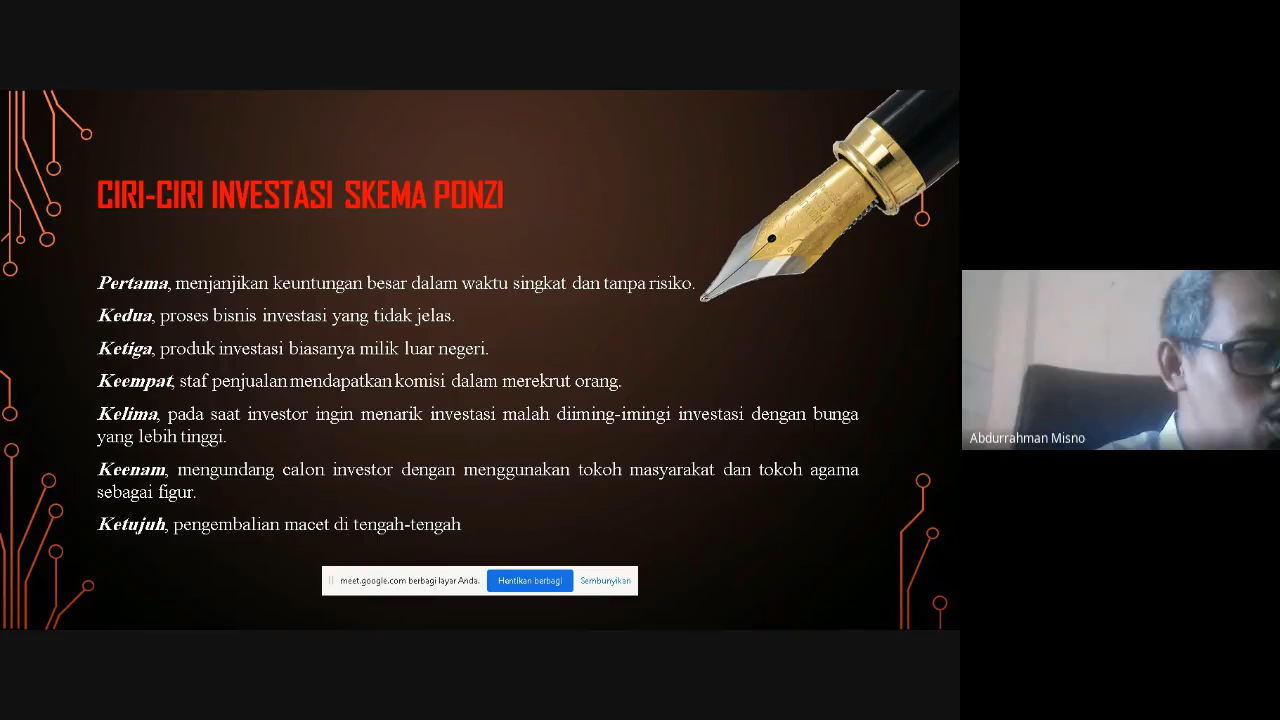 CIRI-CIRI INVESTASI SKEMA PONZI
Pertama, menjanjikan keuntungan besar dalam waktu singkat dan tanpa risiko.
Kedua, proses bisnis investasi yang tidak jelas.
Ketiga, produk investasi biasanya milik luar negeri.
Keempat, staf penjualan mendapatkan komisi dalam merekrut orang.
Kelima, pada saat investor ingin menarik investasi malah diiming-imingi investasi dengan bunga
yang lebih tinggi.
Keenam, mengundang calon investor dengan menggunakan tokoh masyarakat dan tokoh agama
sebagai figur.
Ketujuh, pengembalian macet di tengah-tengah
meet.google.com berbagi layar Anda. Hentikan berbagi Sembunyikan
Abdurrahman Misno